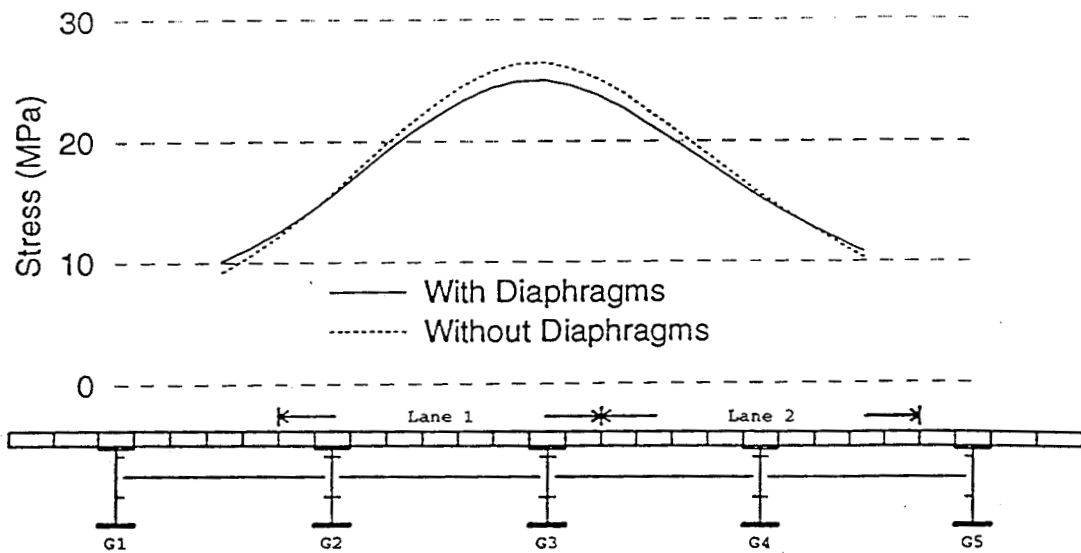 30
20
10
0
Stress (MPa)
With Diaphragms
Without Diaphragms
Lane 1
Lane 2
G1
G2
G3
G4
G5